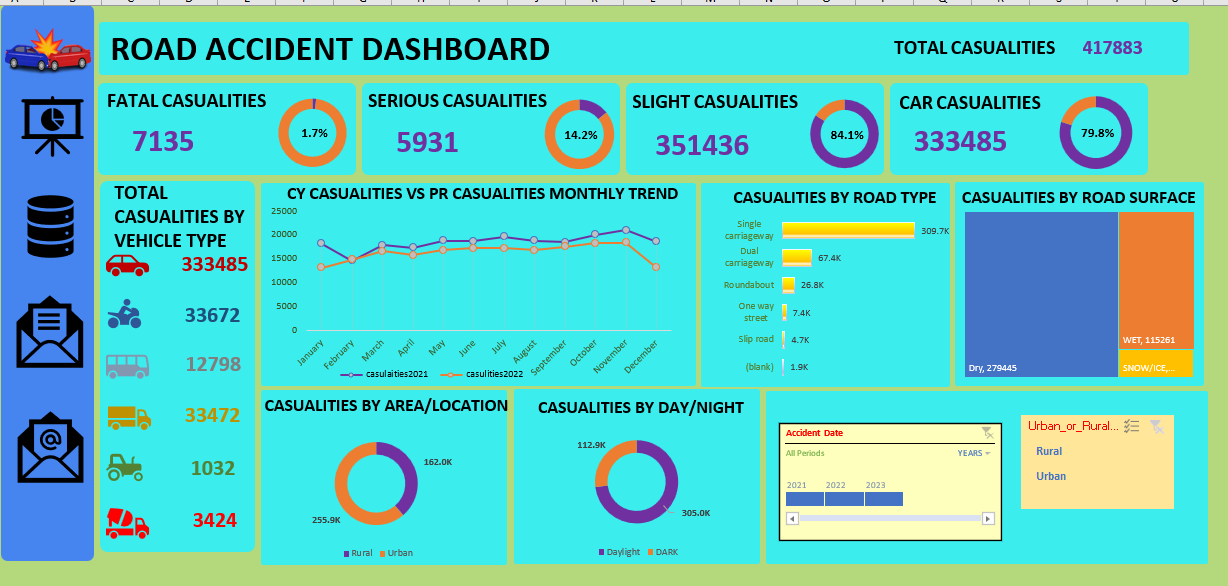 ROAD ACCIDENT DASHBOARD
TOTAL CASUALITIES 417883
FATAL CASUALITIES
7135
1.7%
SERIOUS CASUALITIES
5931
14.2%
SLIGHT CASUALITIES
351436
84.1%
CAR CASUALITIES
333485
79.8%
TOTAL
CASUALITIES BY
VEHICLE TYPE
333485
33672
12798
33472
1032
3424
CY CASUALITIES VS PR CASUALITIES MONTHLY TREND
25000
20000
15000
10000
5000
0
January
February
March
April
May
June
July
August
September
October
November
December
casulaities2021
casulities2022
CASUALITIES BY ROAD TYPE
Single
carriageway
309.7K
Dual
carriageway
67.4K
Roundabout
26.8K
One way
street
7.4K
Slip road
4.7K
(blank)
1.9K
CASUALITIES BY ROAD SURFACE
Dry, 279445
WET, 115261
SNOW/ICE,...
CASUALITIES BY AREA/LOCATION
162.0K
255.9K
Rural
Urban
CASUALITIES BY DAY/NIGHT
112.9K
305.0K
Daylight
DARK
Accident Date
All Periods
YEARS
2021 2022 2023
Urban_or_Rural...
Rural
Urban